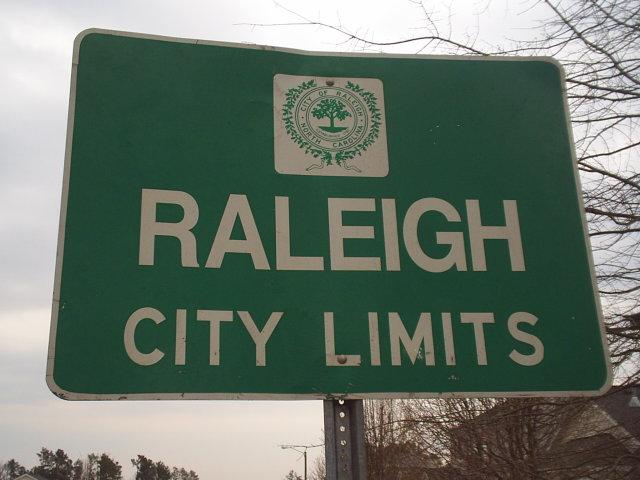 CITY OF RALEIGH
NORTH CAROLINA
RALEIGH
CITY LIMITS